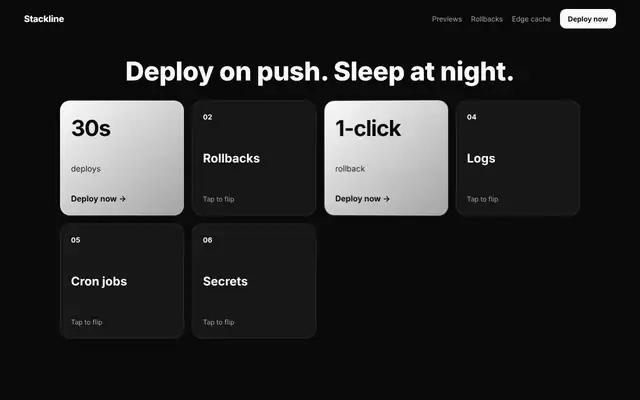 Stackline
Previews
Rollbacks
Edge cache
Deploy now
Deploy on push. Sleep at night.
30s
deploys
Deploy now →
02
Rollbacks
Tap to flip
1-click
rollback
Deploy now →
04
Logs
Tap to flip
05
Cron jobs
Tap to flip
06
Secrets
Tap to flip